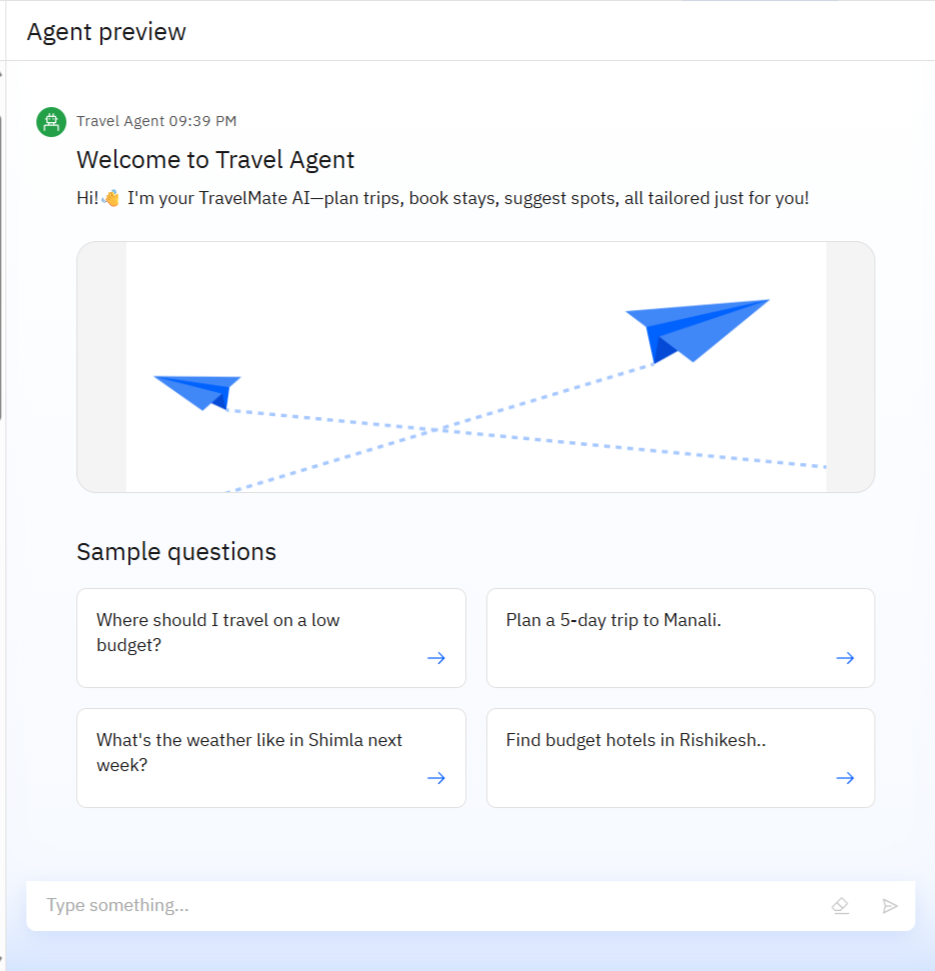 Agent preview
Travel Agent 09:39 PM
Welcome to Travel Agent
Hi!👋 I'm your TravelMate AI—plan trips, book stays, suggest spots, all tailored just for you!
Sample questions
Where should I travel on a low
budget?
Plan a 5-day trip to Manali.
What's the weather like in Shimla next
week?
Find budget hotels in Rishikesh..
Type something...